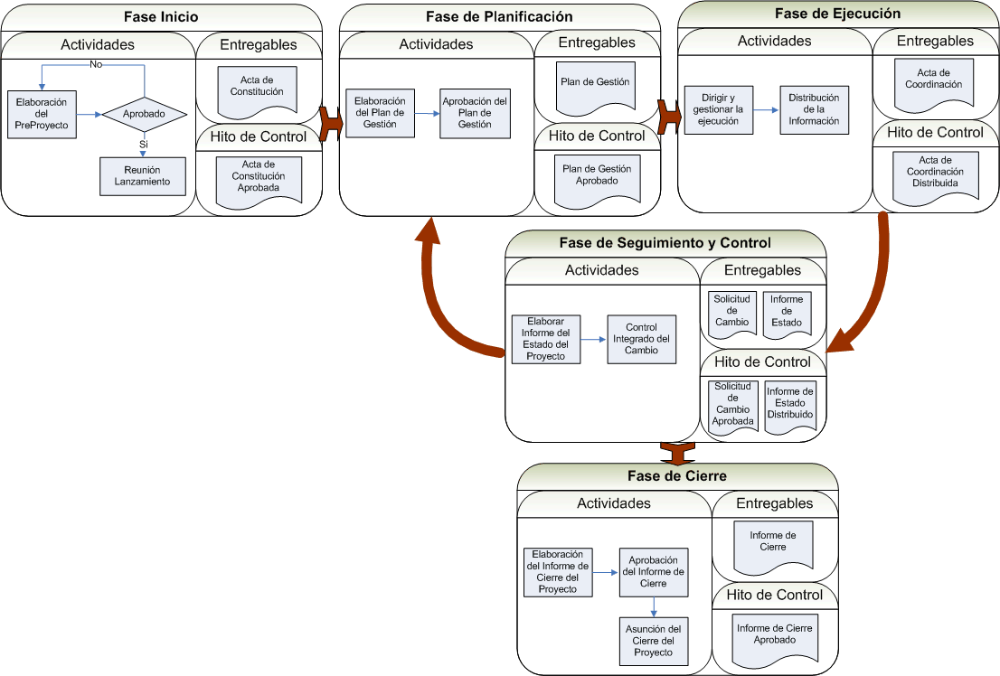 Fase Inicio
Actividades
No
Elaboración
del
PreProyecto
Aprobado
Si
Reunión
Lanzamiento
Entregables
Acta de
Constitución
Hito de Control
Acta de
Constitución
Aprobada
Fase de Planificación
Actividades
Elaboración
del Plan de
Gestión
Aprobación del
Plan de
Gestión
Entregables
Plan de Gestión
Hito de Control
Plan de Gestión
Aprobado
Fase de Ejecución
Actividades
Dirigir y
gestionar la
ejecución
Distribución
de la
Información
Entregables
Acta de
Coordinación
Hito de Control
Acta de
Coordinación
Distribuida
Fase de Seguimiento y Control
Actividades
Elaborar
Informe del
Estado del
Proyecto
Control
Integrado del
Cambio
Entregables
Solicitud
de
Cambio
Informe
de
Estado
Hito de Control
Solicitud
de
Cambio
Aprobada
Informe de
Estado
Distribuido
Fase de Cierre
Actividades
Elaboración
del Informe de
Cierre del
Proyecto
Aprobación
del Informe de
Cierre
Asunción del
Cierre del
Proyecto
Entregables
Informe de
Cierre
Hito de Control
Informe de Cierre
Aprobado